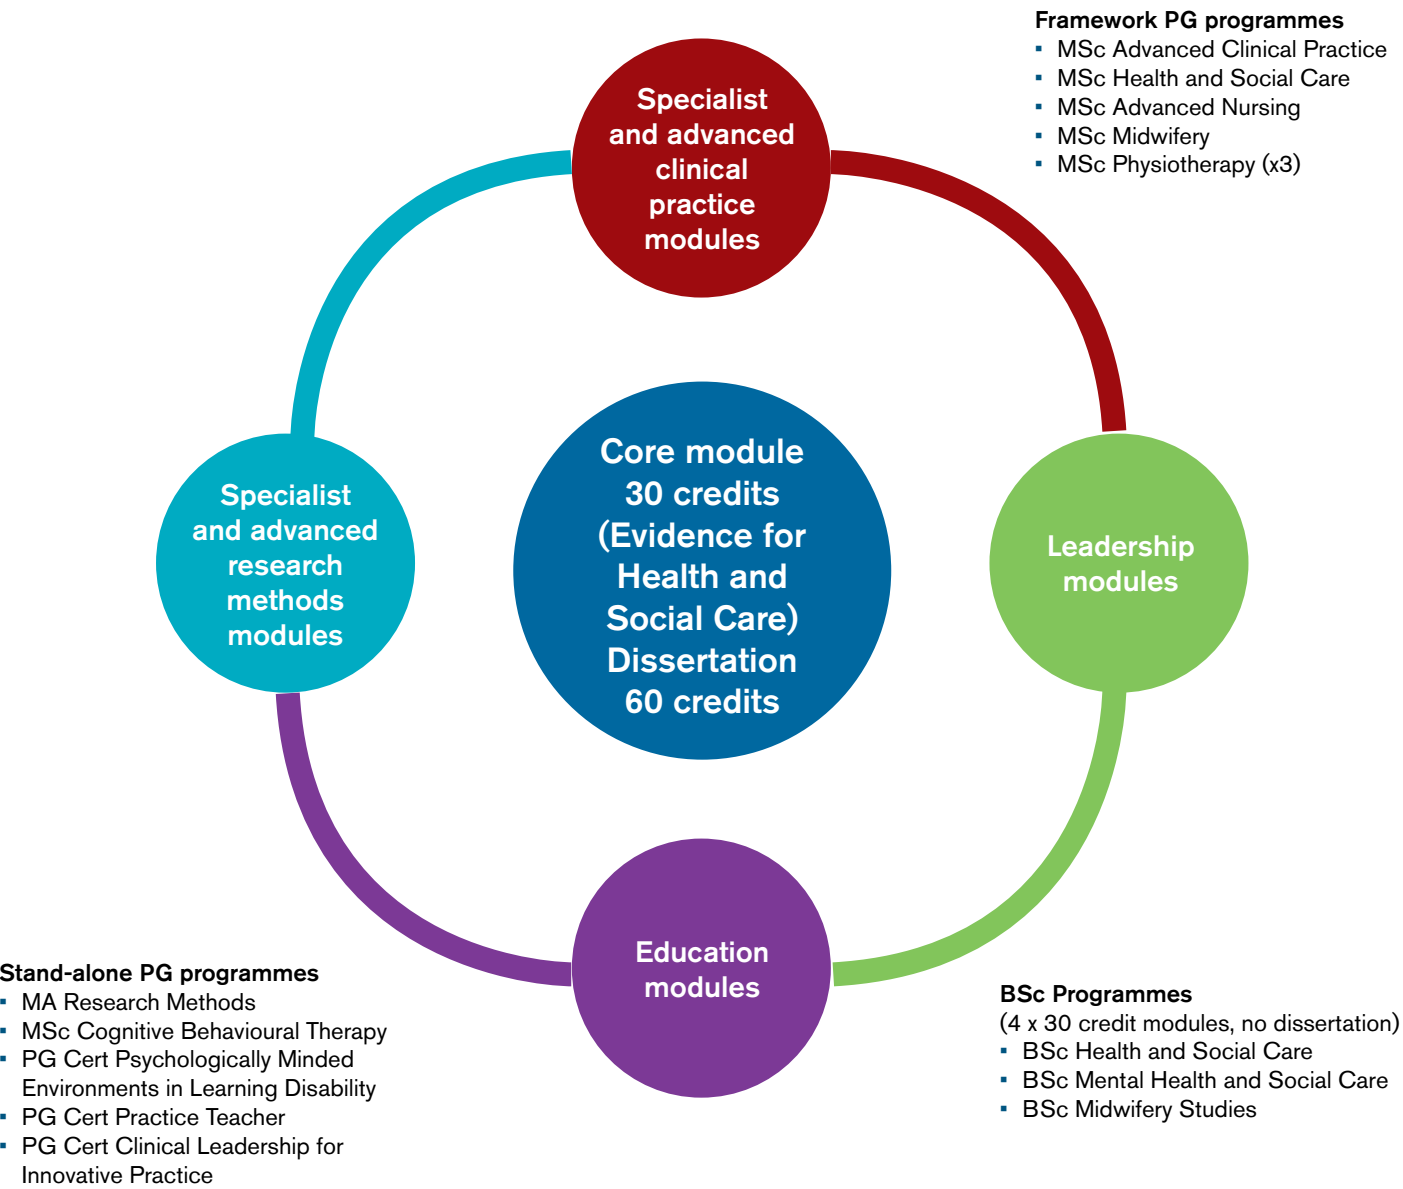 Framework PG programmes
▪ MSc Advanced Clinical Practice
▪ MSc Health and Social Care
▪ MSc Advanced Nursing
▪ MSc Midwifery
▪ MSc Physiotherapy (x3)
Specialist
and advanced
clinical
practice
modules
Specialist
and advanced
research
methods
modules
Core module
30 credits
(Evidence for
Health and
Social Care)
Dissertation
60 credits
Leadership
modules
Education
modules
Stand-alone PG programmes
▪ MA Research Methods
▪ MSc Cognitive Behavioural Therapy
▪ PG Cert Psychologically Minded
Environments in Learning Disability
▪ PG Cert Practice Teacher
▪ PG Cert Clinical Leadership for
Innovative Practice
BSc Programmes
(4 x 30 credit modules, no dissertation)
▪ BSc Health and Social Care
▪ BSc Mental Health and Social Care
▪ BSc Midwifery Studies